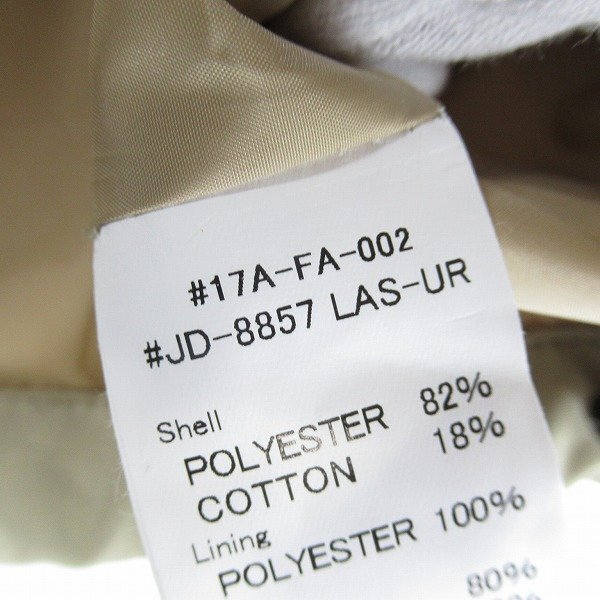 #17A-FA-002
#JD-8857 LAS-UR
Shell
POLYESTER 82%
COTTON 18%
Lining
POLYESTER 100%
80%